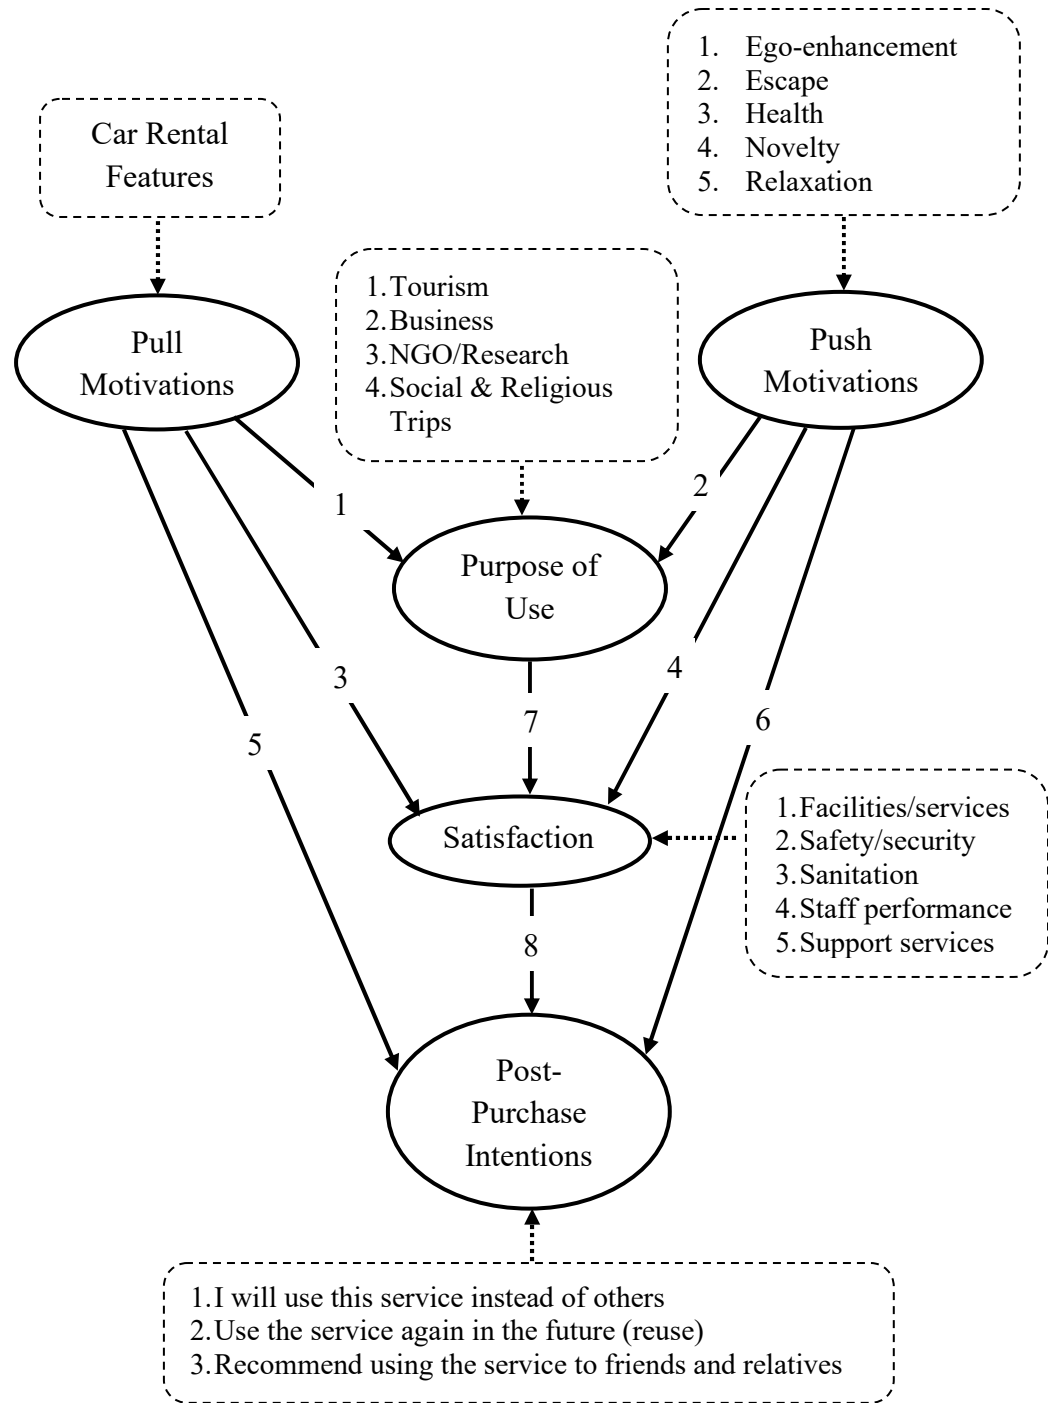 1. Ego-enhancement
2. Escape
3. Health
4. Novelty
5. Relaxation
Car Rental
Features
1.Tourism
2.Business
3.NGO/Research
4.Social & Religious
Trips
Pull
Motivations
Push
Motivations
1
2
Purpose of
Use
3
4
7
5
6
Satisfaction
1.Facilities/services
2.Safety/security
3.Sanitation
4.Staff performance
5.Support services
8
Post-
Purchase
Intentions
1.I will use this service instead of others
2.Use the service again in the future (reuse)
3.Recommend using the service to friends and relatives